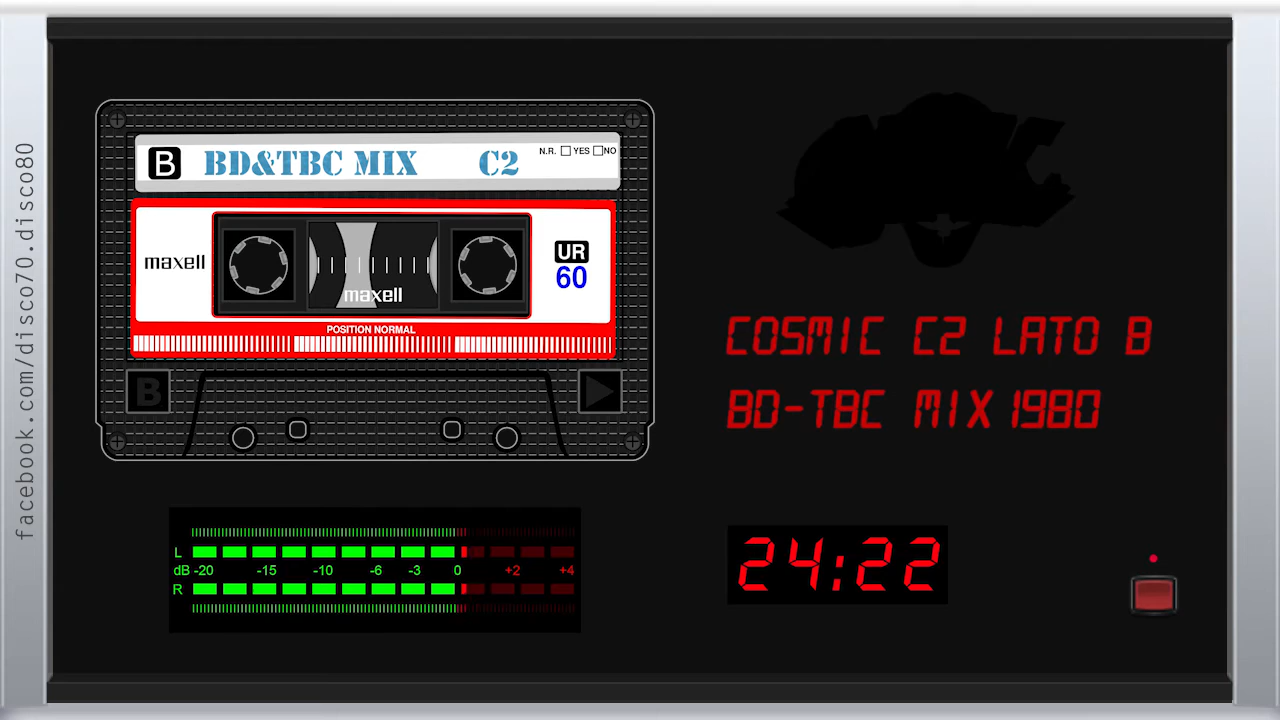 facebook.com/disco70.disco80
B BD&TBC MIX C2 N.R. YES NO
maxell
maxell
UR
60
POSITION NORMAL
B
COSMIC C2 LATO B
BD-TBC MIX 1980
L
dB -20 -15 -10 -6 -3 0 +2 +4
R
24:22